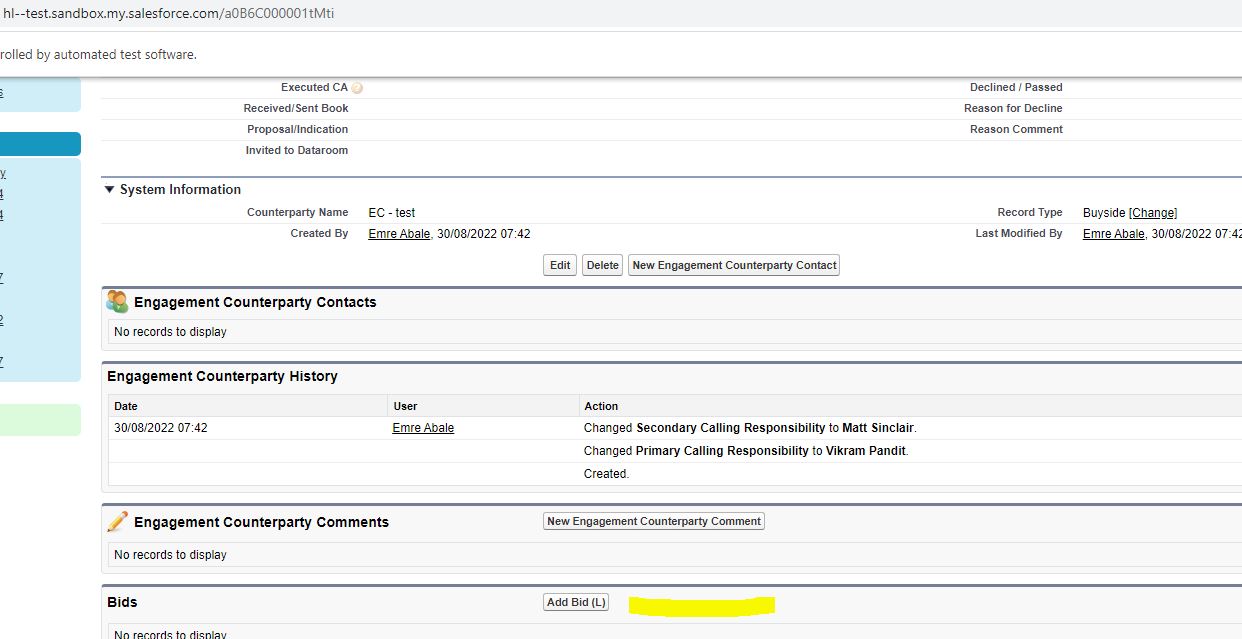 hl--test.sandbox.my.salesforce.com/a0B6C000001tMti
rolled by automated test software.
s
y
4
4
7
2
7
Executed CA ? Declined / Passed
Received/Sent Book Reason for Decline
Proposal/Indication Reason Comment
Invited to Dataroom
System Information
Counterparty Name EC - test Record Type Buyside [Change]
Created By Emre Abale, 30/08/2022 07:42 Last Modified By Emre Abale, 30/08/2022 07:42
Edit Delete New Engagement Counterparty Contact
Engagement Counterparty Contacts
No records to display
Engagement Counterparty History
Date User Action
30/08/2022 07:42 Emre Abale Changed Secondary Calling Responsibility to Matt Sinclair.
Changed Primary Calling Responsibility to Vikram Pandit.
Created.
Engagement Counterparty Comments New Engagement Counterparty Comment
No records to display
Bids Add Bid (L)
No records to display